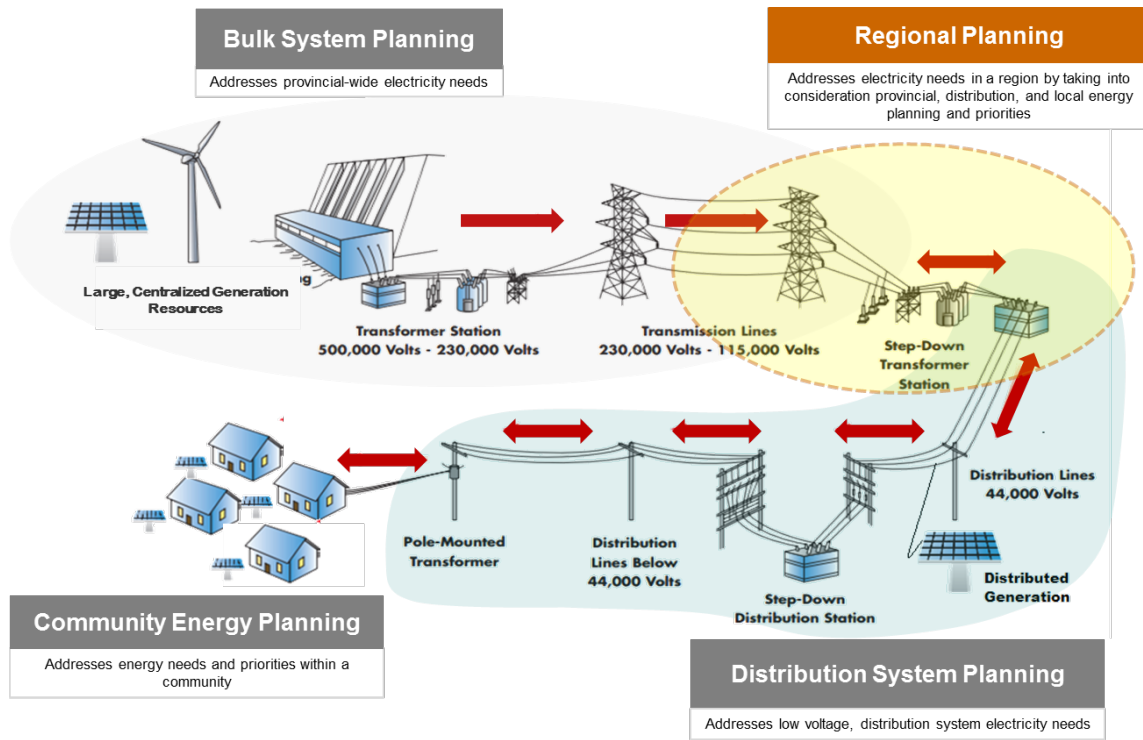 Bulk System Planning
Addresses provincial-wide electricity needs
Regional Planning
Addresses electricity needs in a region by taking into
consideration provincial, distribution, and local energy
planning and priorities
Large, Centralized Generation
Resources
Transformer Station
500,000 Volts - 230,000 Volts
Transmission Lines
230,000 Volts - 115,000 Volts
Step-Down
Transformer
Station
Pole-Mounted
Transformer
Distribution
Lines Below
44,000 Volts
Step-Down
Distribution Station
Distribution Lines
44,000 Volts
Distributed
Generation
Community Energy Planning
Addresses energy needs and priorities within a
community
Distribution System Planning
Addresses low voltage, distribution system electricity needs